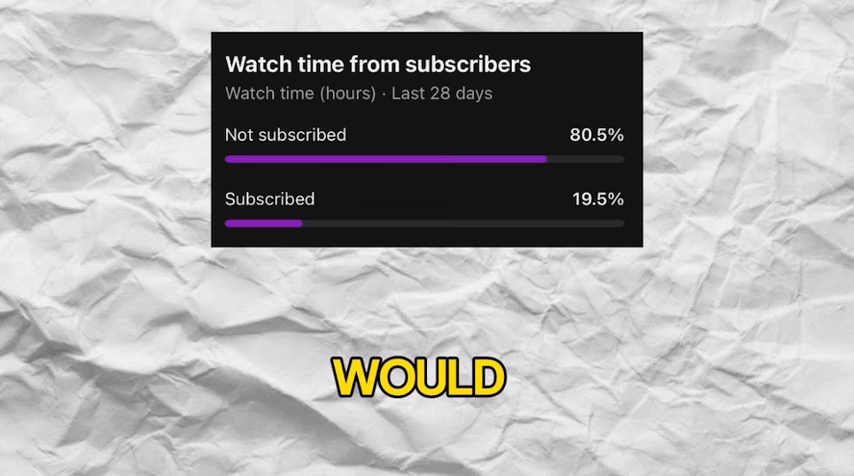 Watch time from subscribers
Watch time (hours) · Last 28 days
Not subscribed 80.5%
Subscribed 19.5%
WOULD